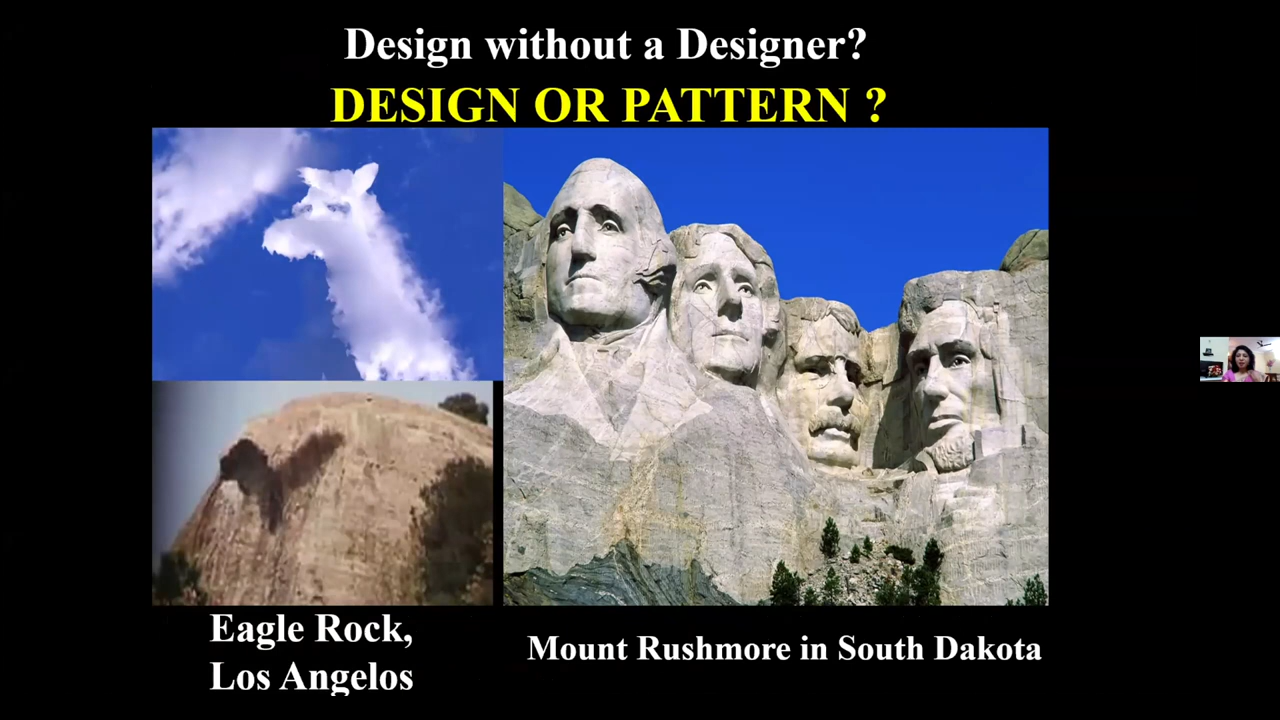 Design without a Designer?
DESIGN OR PATTERN ?
Eagle Rock,
Los Angelos
Mount Rushmore in South Dakota